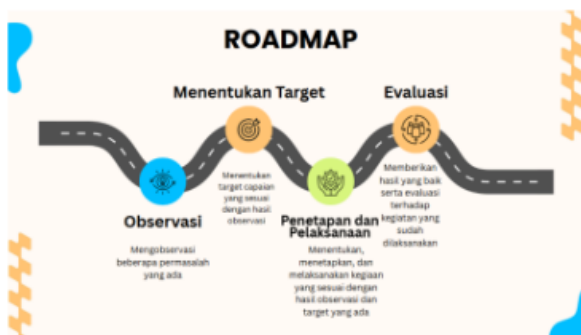 ROADMAP
Menentukan Target
Menentukan
target capaian
yang sesuai
dengan hasil
observasi
Evaluasi
Memberikan
hasil yang baik
serta evaluasi
terhadap
kegiatan yang
sudah
dilaksanakan
Observasi
Mengobservasi
beberapa permasalah
yang ada
Penetapan dan
Pelaksanaan
Menentukan,
menetapkan, dan
melaksanakan kegiaan
yang sesuai dengan
hasil observasi dan
target yang ada